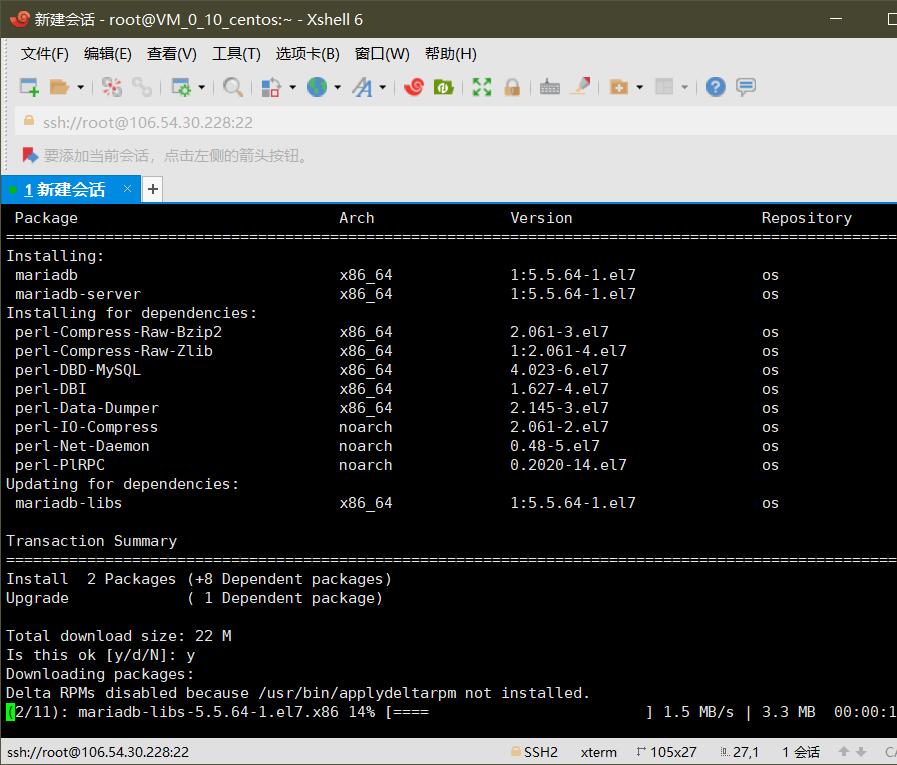 新建会话 - root@VM_0_10_centos:~ - Xshell 6
文件(F) 编辑(E) 查看(V) 工具(T) 选项卡(B) 窗口(W) 帮助(H)
ssh://root@106.54.30.228:22
要添加当前会话，点击左侧的箭头按钮。
1 新建会话 × +
Package Arch Version Repository
================================================================================
Installing:
mariadb x86_64 1:5.5.64-1.el7 os
mariadb-server x86_64 1:5.5.64-1.el7 os
Installing for dependencies:
perl-Compress-Raw-Bzip2 x86_64 2.061-3.el7 os
perl-Compress-Raw-Zlib x86_64 1:2.061-4.el7 os
perl-DBD-MySQL x86_64 4.023-6.el7 os
perl-DBI x86_64 1.627-4.el7 os
perl-Data-Dumper x86_64 2.145-3.el7 os
perl-IO-Compress noarch 2.061-2.el7 os
perl-Net-Daemon noarch 0.48-5.el7 os
perl-PlRPC noarch 0.2020-14.el7 os
Updating for dependencies:
mariadb-libs x86_64 1:5.5.64-1.el7 os
Transaction Summary
================================================================================
Install 2 Packages (+8 Dependent packages)
Upgrade ( 1 Dependent package)
Total download size: 22 M
Is this ok [y/d/N]: y
Downloading packages:
Delta RPMs disabled because /usr/bin/applydeltarpm not installed.
(2/11): mariadb-libs-5.5.64-1.el7.x86 14% [==== ] 1.5 MB/s | 3.3 MB 00:00:1
ssh://root@106.54.30.228:22 SSH2 xterm 105x27 27,1 1 会话 CA